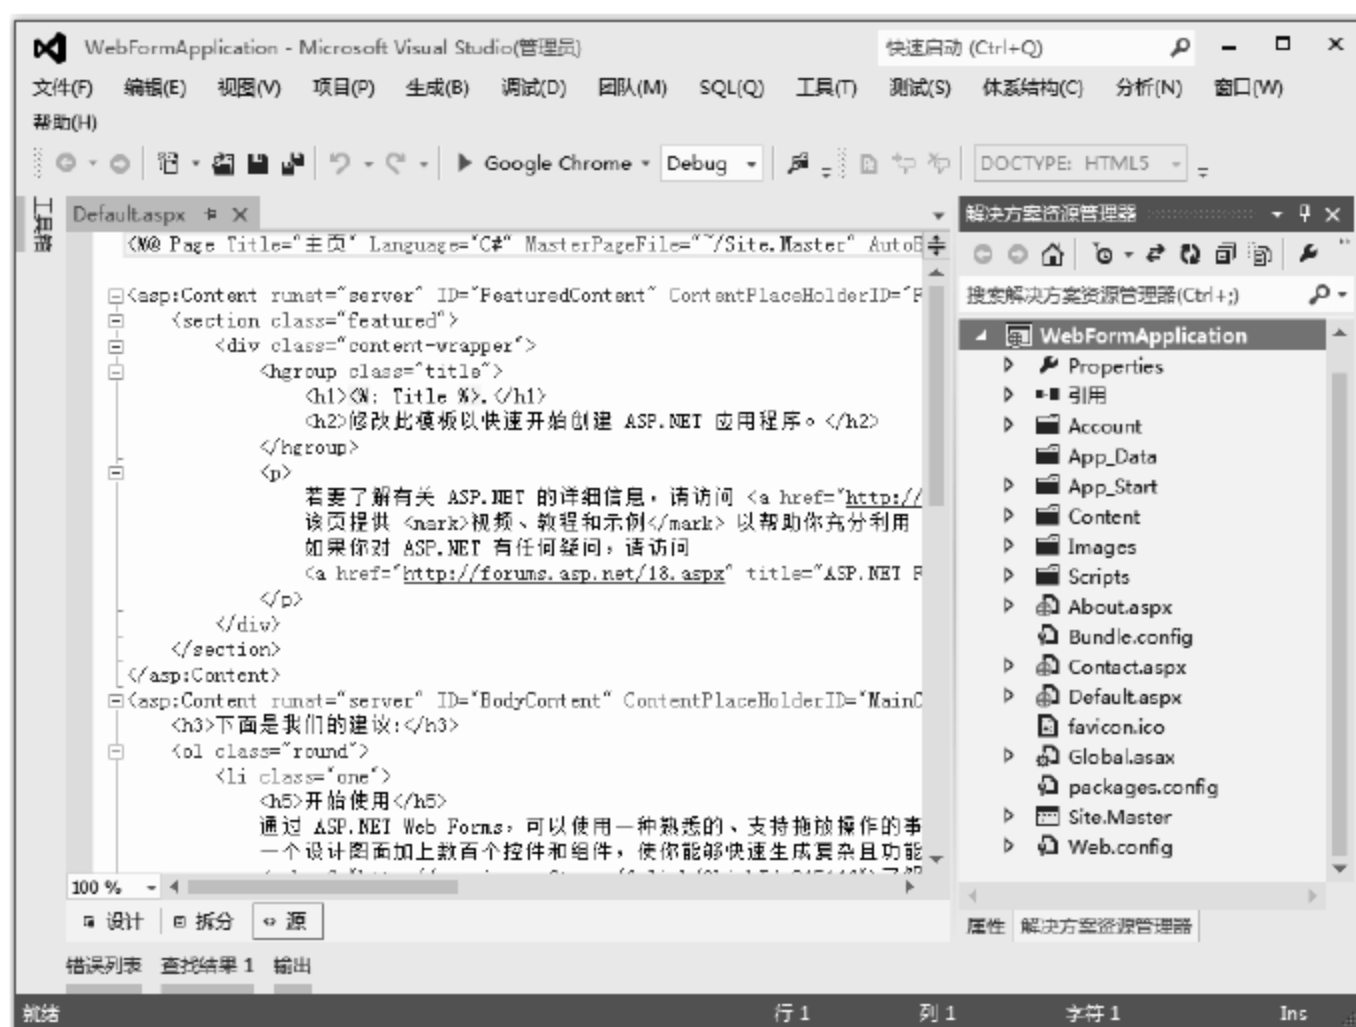 WebFormApplication - Microsoft Visual Studio(管理员)
快速启动 (Ctrl+Q)
文件(F) 编辑(E) 视图(V) 项目(P) 生成(B) 调试(D) 团队(M) SQL(Q) 工具(T) 测试(S) 体系结构(C) 分析(N) 窗口(W)
帮助(H)
Google Chrome Debug DOCTYPE: HTML5
工具箱
Default.aspx
<%@ Page Title="主页" Language="C#" MasterPageFile="~/Site.Master" AutoE
<asp:Content runat="server" ID="FeaturedContent" ContentPlaceHolderID="F
<section class="featured">
<div class="content-wrapper">
<hgroup class="title">
<h1><%: Title %>.</h1>
<h2>修改此模板以快速开始创建 ASP.NET 应用程序。</h2>
</hgroup>
<p>
若要了解有关 ASP.NET 的详细信息，请访问 <a href="http://
该页提供 <mark>视频、教程和示例</mark> 以帮助你充分利用
如果你对 ASP.NET 有任何疑问，请访问
<a href="http://forums.asp.net/18.aspx" title="ASP.NET F
</p>
</div>
</section>
</asp:Content>
<asp:Content runat="server" ID="BodyContent" ContentPlaceHolderID="MainC
<h3>下面是我们的建议:</h3>
<ol class="round">
<li class="one">
<h5>开始使用</h5>
通过 ASP.NET Web Forms，可以使用一种熟悉的、支持拖放操作的事
一个设计图面加上数百个控件和组件，使你能够快速生成复杂且功能
100 %
设计 拆分 源
解决方案资源管理器
搜索解决方案资源管理器(Ctrl+;)
WebFormApplication
Properties
引用
Account
App_Data
App_Start
Content
Images
Scripts
About.aspx
Bundle.config
Contact.aspx
Default.aspx
favicon.ico
Global.asax
packages.config
Site.Master
Web.config
属性 解决方案资源管理器
错误列表 查找结果 1 输出
就绪 行 1 列 1 字符 1 Ins